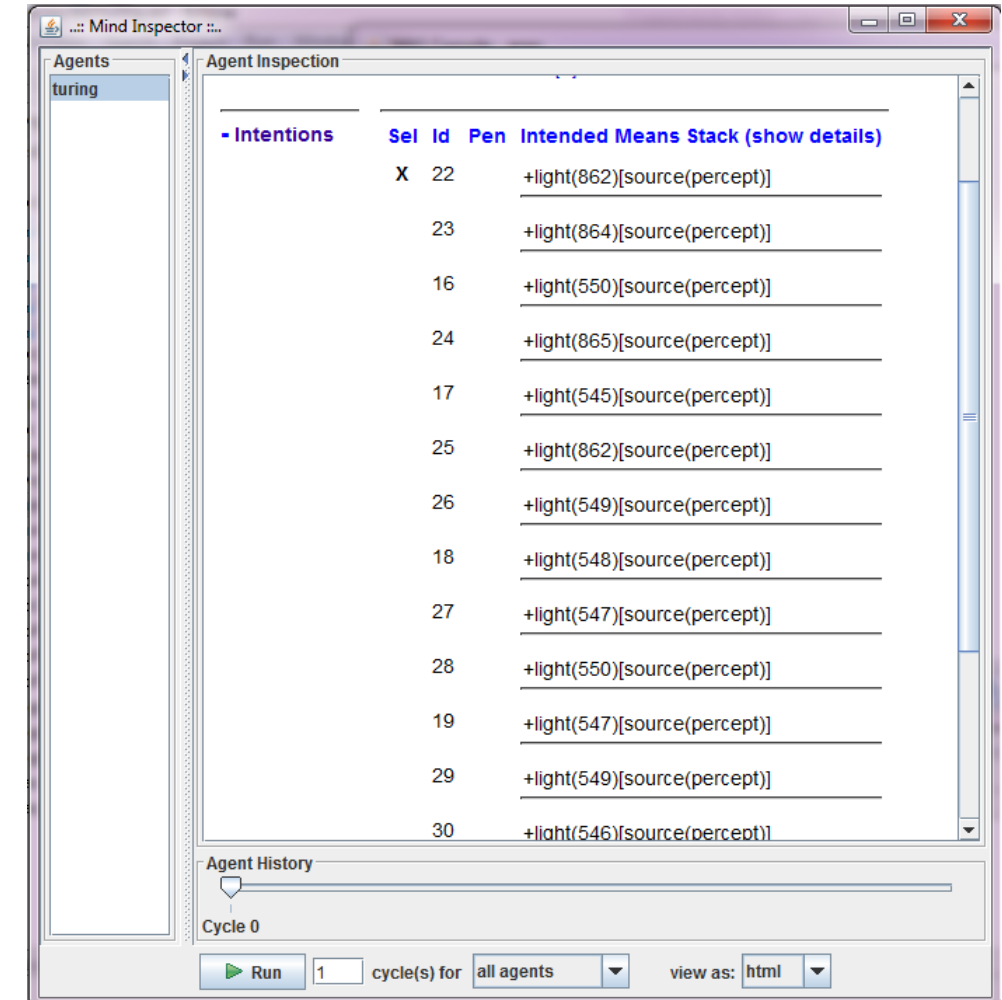 ..:: Mind Inspector ::..
Agents
Agent Inspection
turing
- Intentions Sel Id Pen Intended Means Stack (show details)
X 22 +light(862)[source(percept)]
23 +light(864)[source(percept)]
16 +light(550)[source(percept)]
24 +light(865)[source(percept)]
17 +light(545)[source(percept)]
25 +light(862)[source(percept)]
26 +light(549)[source(percept)]
18 +light(548)[source(percept)]
27 +light(547)[source(percept)]
28 +light(550)[source(percept)]
19 +light(547)[source(percept)]
29 +light(549)[source(percept)]
30 +light(546)[source(percept)]
Agent History
Cycle 0
Run 1 cycle(s) for all agents view as: html